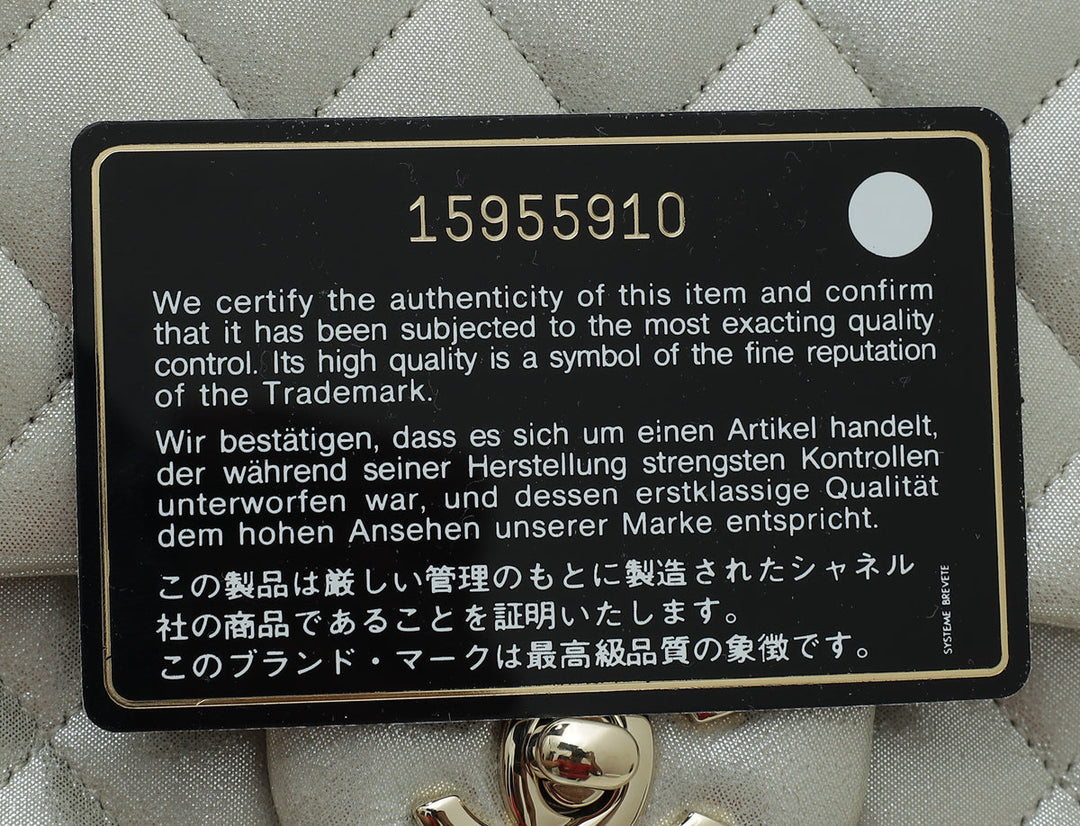 15955910
We certify the authenticity of this item and confirm
that it has been subjected to the most exacting quality
control. Its high quality is a symbol of the fine reputation
of the Trademark.
Wir bestätigen, dass es sich um einen Artikel handelt,
der während seiner Herstellung strengsten Kontrollen
unterworfen war, und dessen erstklassige Qualität
dem hohen Ansehen unserer Marke entspricht.
この製品は厳しい管理のもとに製造されたシャネル
社の商品であることを証明いたします。
このブランド・マークは最高級品質の象徴です。
SYSTEME BREVETE